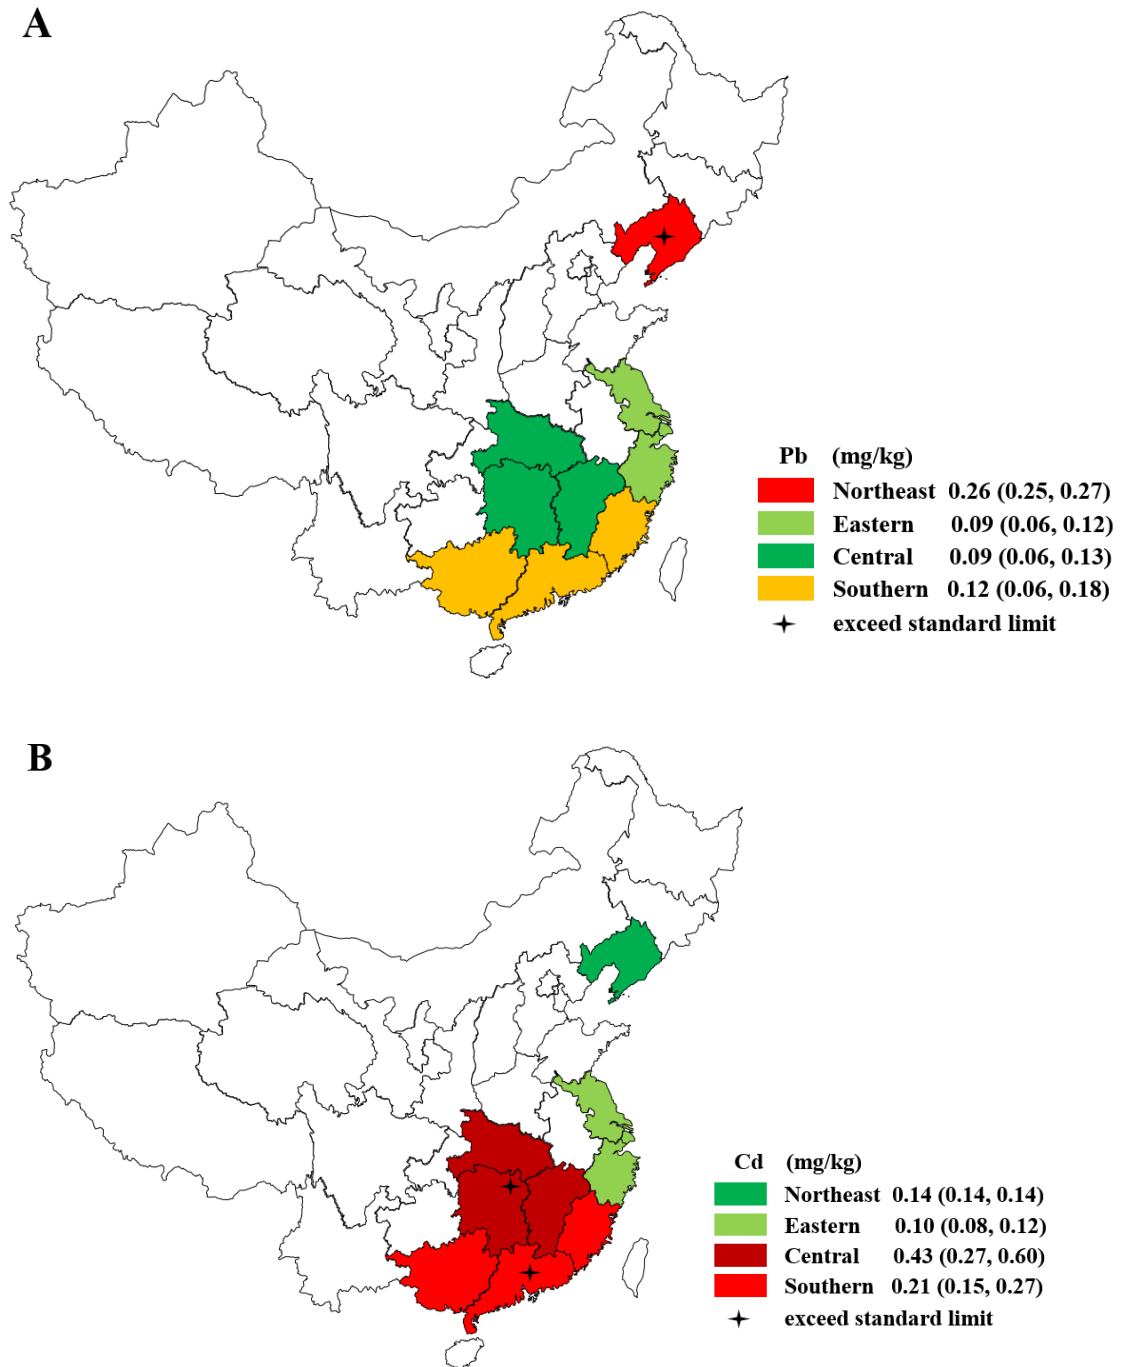 A
Pb (mg/kg)
Northeast 0.26 (0.25, 0.27)
Eastern 0.09 (0.06, 0.12)
Central 0.09 (0.06, 0.13)
Southern 0.12 (0.06, 0.18)
exceed standard limit
B
Cd (mg/kg)
Northeast 0.14 (0.14, 0.14)
Eastern 0.10 (0.08, 0.12)
Central 0.43 (0.27, 0.60)
Southern 0.21 (0.15, 0.27)
exceed standard limit